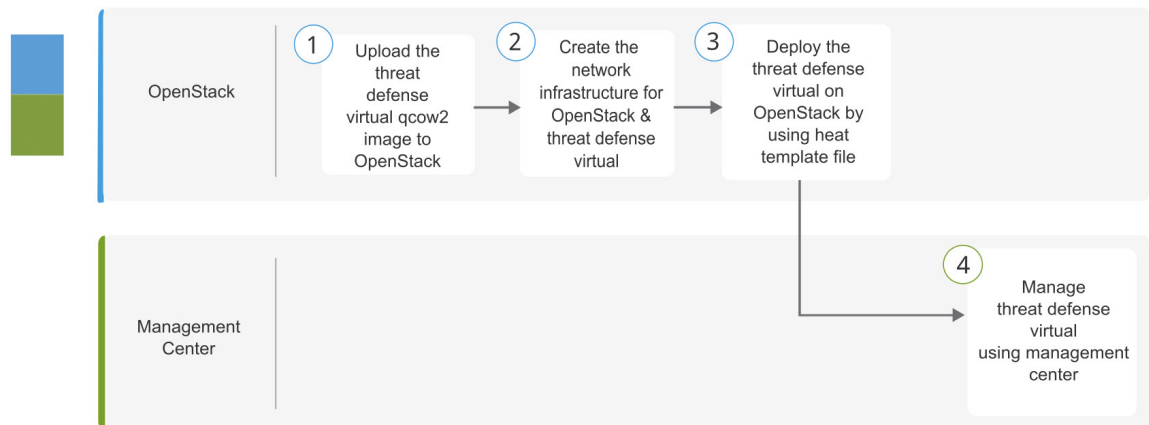 OpenStack
1
Upload the
threat
defense
virtual qcow2
image to
OpenStack
2
Create the
network
infrastructure for
OpenStack &
threat defense
virtual
3
Deploy the
threat defense
virtual on
OpenStack by
using heat
template file
Management
Center
4
Manage
threat defense
virtual
using management
center